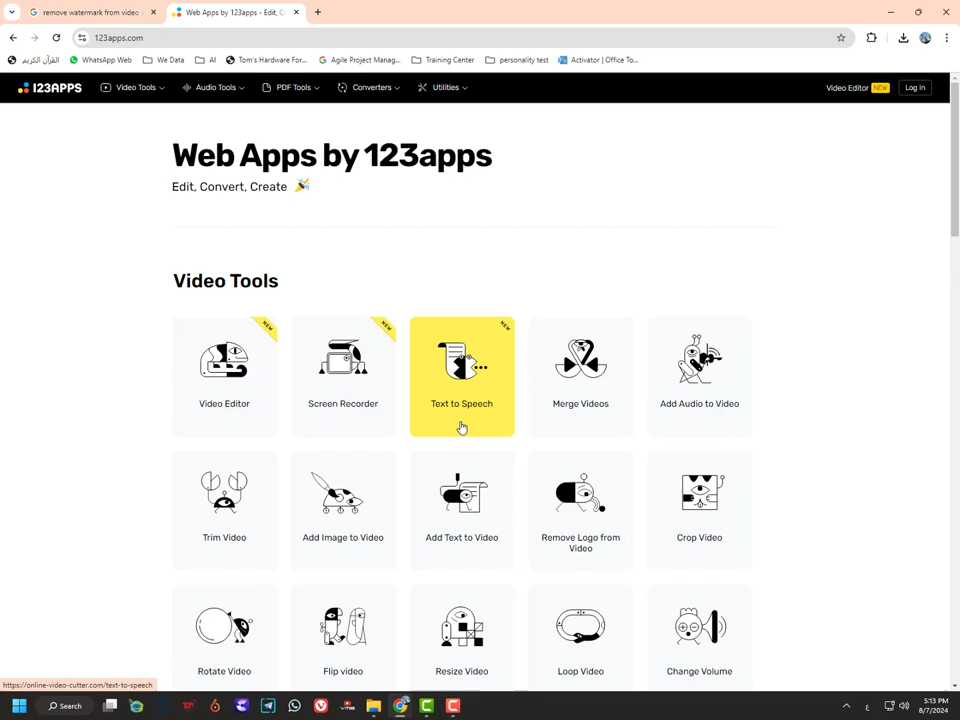 remove watermark from video
Web Apps by 123apps - Edit, C
123apps.com
القرآن الكريم
WhatsApp Web
We Data
AI
Tom's Hardware For...
Agile Project Manag...
Training Center
personality test
Activator | Office To...
123APPS
Video Tools
Audio Tools
PDF Tools
Converters
Utilities
Video Editor NEW
Log In
Web Apps by 123apps
Edit, Convert, Create
Video Tools
NEW
NEW
NEW
Video Editor
Screen Recorder
Text to Speech
Merge Videos
Add Audio to Video
Trim Video
Add Image to Video
Add Text to Video
Remove Logo from
Video
Crop Video
Rotate Video
Flip video
Resize Video
Loop Video
Change Volume
https://online-video-cutter.com/text-to-speech
Search
ع
5:13 PM
8/7/2024